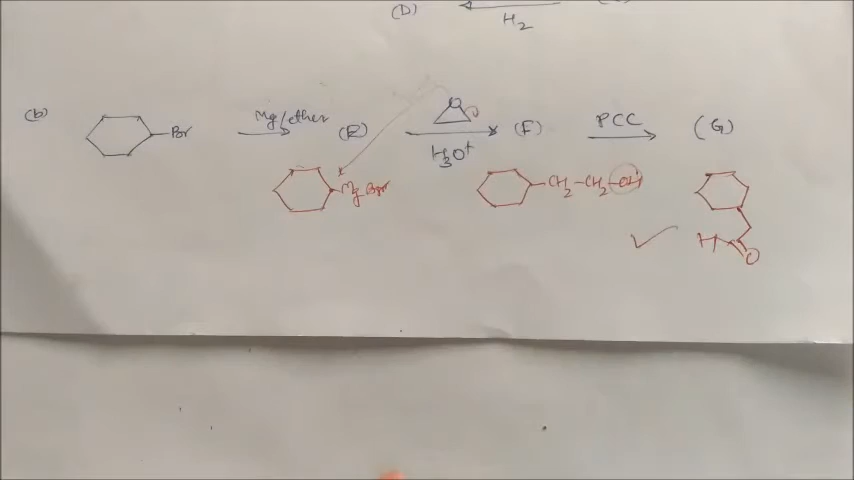 (D) H2
(b) Br Mg/ether (E) O H3O+ (F) PCC (G)
MgBr CH2-CH2-OH
H O